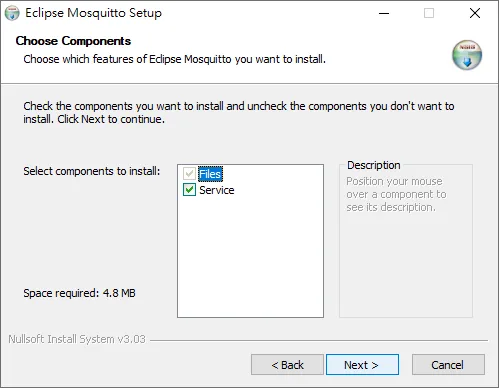 Eclipse Mosquitto Setup
Choose Components
Choose which features of Eclipse Mosquitto you want to install.
Check the components you want to install and uncheck the components you don't want to
install. Click Next to continue.
Select components to install:
Files
Service
Description
Position your mouse
over a component to
see its description.
Space required: 4.8 MB
Nullsoft Install System v3.03
< Back
Next >
Cancel